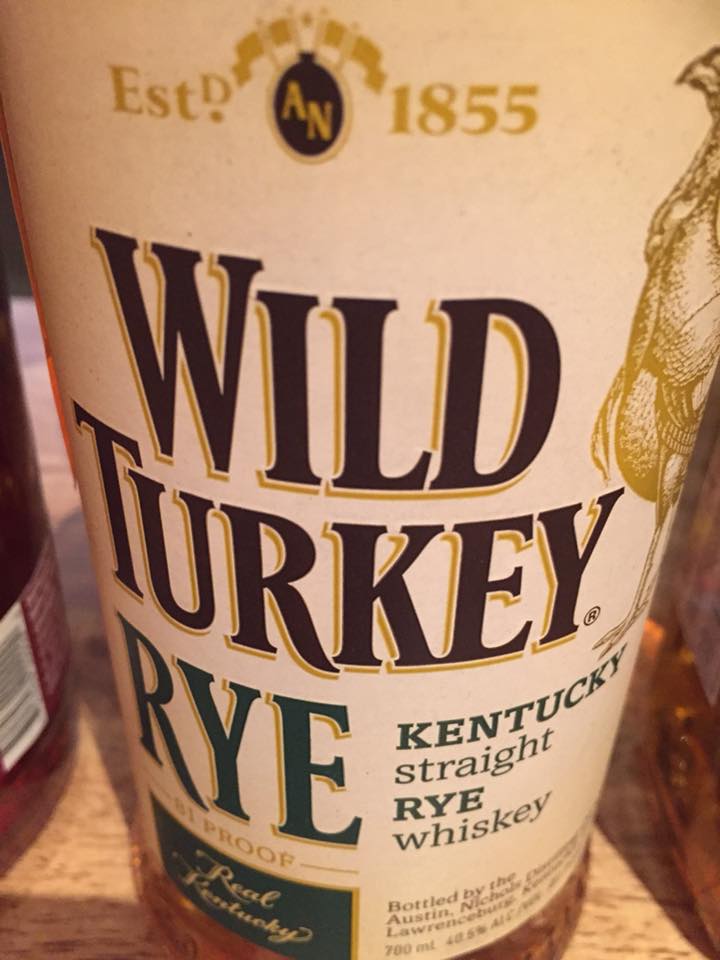 Estᴰ. AN 1855
WILD
TURKEY®
RYE
81 PROOF
Real
Kentucky
KENTUCKY
straight
RYE
whiskey
Bottled by the
Austin, Nichols
Lawrenceburg,
700 mL 40.5% ALC